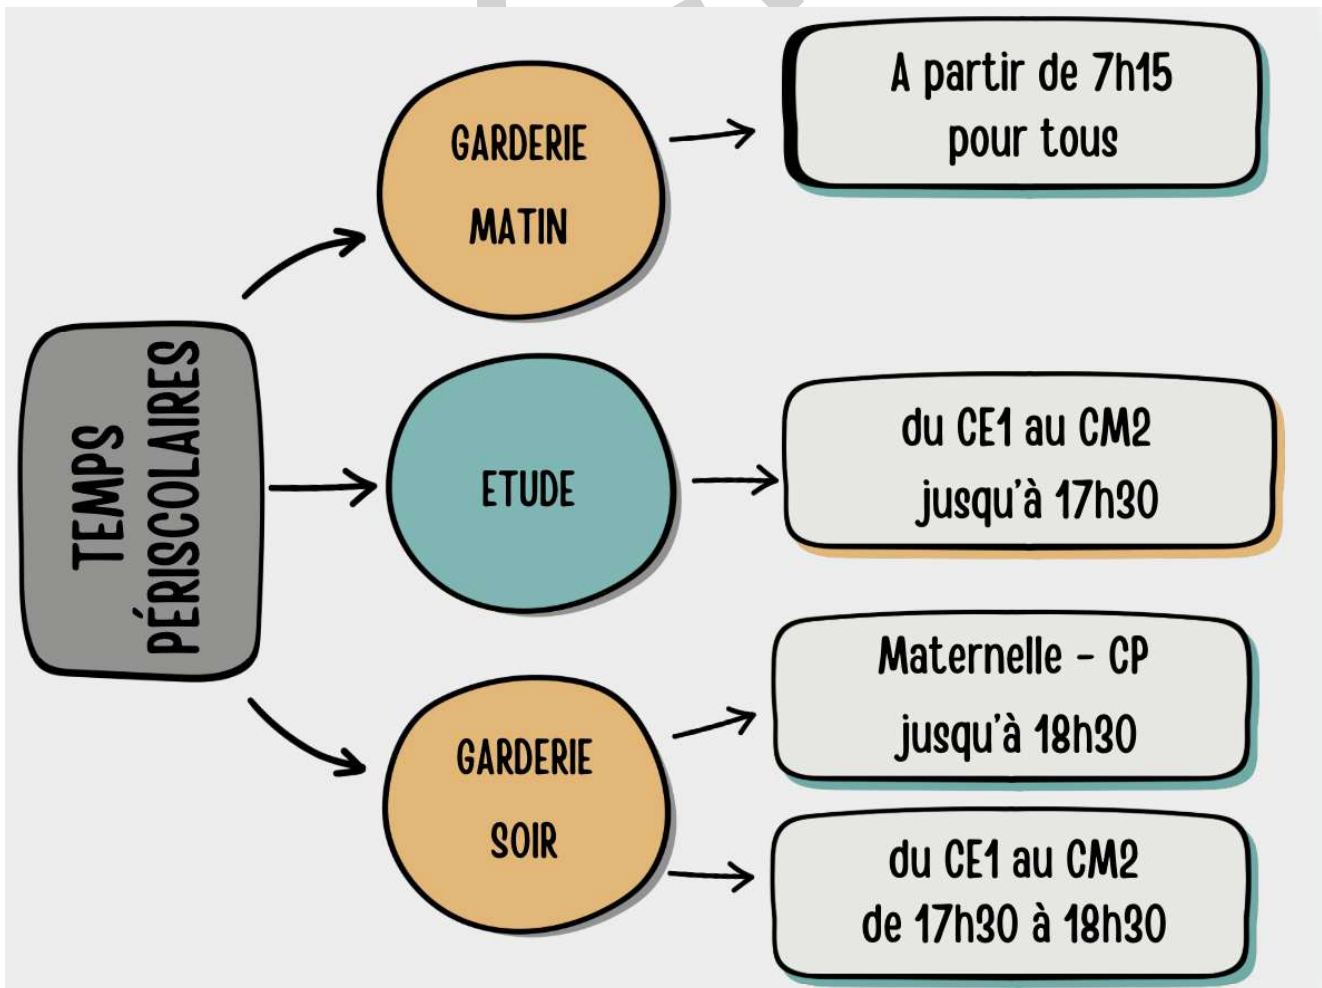 TEMPS
PÉRISCOLAIRES
GARDERIE
MATIN
A partir de 7h15
pour tous
ETUDE
du CE1 au CM2
jusqu'à 17h30
GARDERIE
SOIR
Maternelle - CP
jusqu'à 18h30
du CE1 au CM2
de 17h30 à 18h30